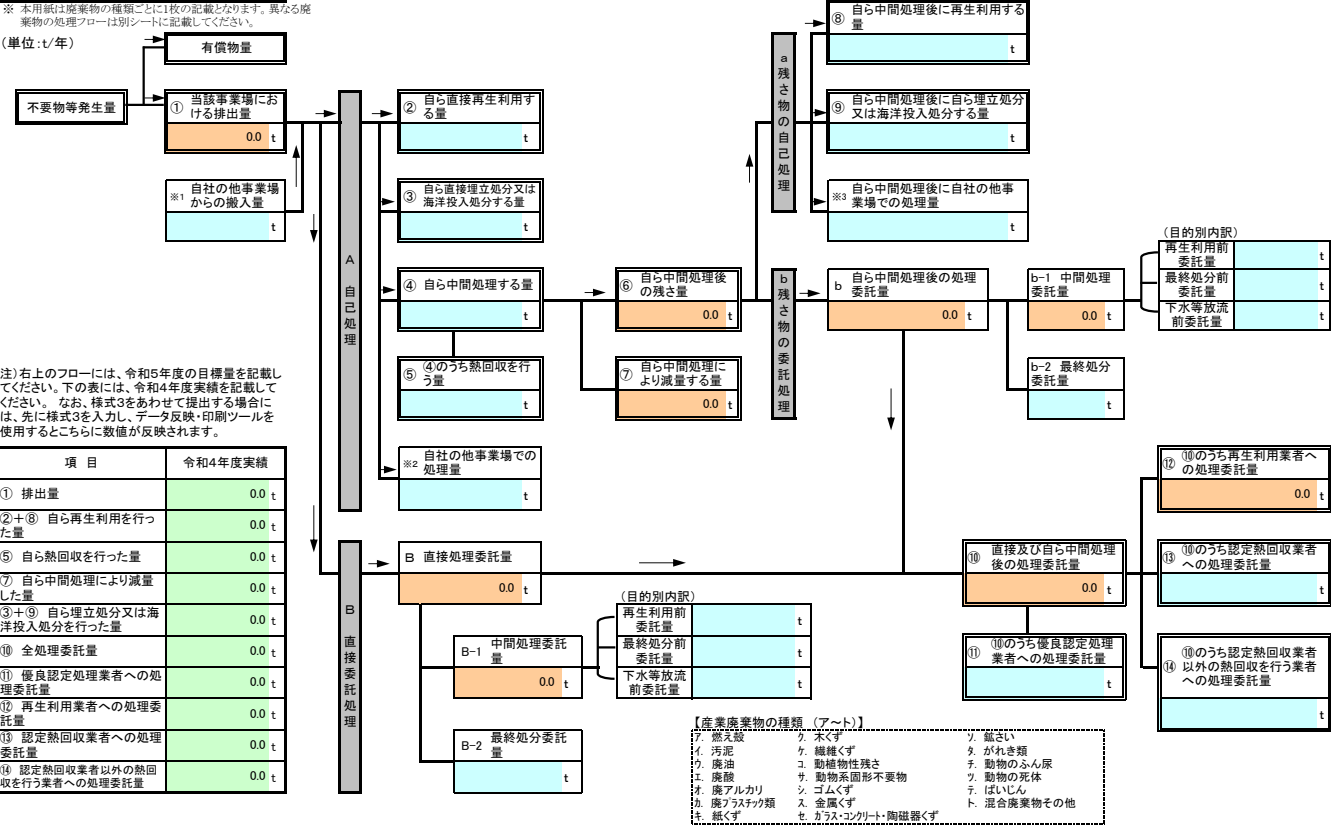 ※ 本用紙は廃棄物の種類ごとに1枚の記載となります。異なる廃
棄物の処理フローは別シートに記載してください。
(単位:t/年)
有償物量
不要物等発生量
① 当該事業場にお
ける排出量
0.0 t
※1 自社の他事業場
からの搬入量
t
A 自己処理
② 自ら直接再生利用す
る量
t
③ 自ら直接埋立処分又は
海洋投入処分する量
t
④ 自ら中間処理する量
t
⑤ ④のうち熱回収を行
う量
t
※2 自社の他事業場での
処理量
t
⑥ 自ら中間処理後
の残さ量
0.0 t
⑦ 自ら中間処理に
より減量する量
0.0 t
a 残さ物の自己処理
⑧ 自ら中間処理後に再生利用する
量
t
⑨ 自ら中間処理後に自ら埋立処分
又は海洋投入処分する量
t
※3 自ら中間処理後に自社の他事
業場での処理量
t
b 残さ物の委託処理
b 自ら中間処理後の処理
委託量
0.0 t
b-1 中間処理
委託量
0.0 t
b-2 最終処分
委託量
t
(目的別内訳)
再生利用前
委託量
t
最終処分前
委託量
t
下水等放流
前委託量
t
注)右上のフローには、令和5年度の目標量を記載し
てください。下の表には、令和4年度実績を記載して
ください。 なお、様式3をあわせて提出する場合に
は、先に様式3を入力し、データ反映・印刷ツールを
使用するとこちらに数値が反映されます。
項 目 令和4年度実績
① 排出量 0.0 t
②+⑧ 自ら再生利用を行っ
た量 0.0 t
⑤ 自ら熱回収を行った量 0.0 t
⑦ 自ら中間処理により減量
した量 0.0 t
③+⑨ 自ら埋立処分又は海
洋投入処分を行った量 0.0 t
⑩ 全処理委託量 0.0 t
⑪ 優良認定処理業者への処
理委託量 0.0 t
⑫ 再生利用業者への処理委
託量 0.0 t
⑬ 認定熱回収業者への処理
委託量 0.0 t
⑭ 認定熱回収業者以外の熱回
収を行う業者への処理委託量 0.0 t
B 直接委託処理
B 直接処理委託量
0.0 t
B-1 中間処理委託
量
0.0 t
B-2 最終処分委託
量
t
(目的別内訳)
再生利用前
委託量
t
最終処分前
委託量
t
下水等放流
前委託量
t
⑩ 直接及び自ら中間処理
後の処理委託量
0.0 t
⑪ ⑩のうち優良認定処理
業者への処理委託量
t
⑫ ⑩のうち再生利用業者へ
の処理委託量
0.0 t
⑬ ⑩のうち認定熱回収業者
への処理委託量
t
⑭ ⑩のうち認定熱回収業者
以外の熱回収を行う業者
への処理委託量
t
【産業廃棄物の種類 (ア~ト)】
ア. 燃え殻 ク. 木くず ソ. 鉱さい
イ. 汚泥 ケ. 繊維くず タ. がれき類
ウ. 廃油 コ. 動植物性残さ チ. 動物のふん尿
エ. 廃酸 サ. 動物系固形不要物 ツ. 動物の死体
オ. 廃アルカリ シ. ゴムくず テ. ばいじん
カ. 廃プラスチック類 ス. 金属くず ト. 混合廃棄物その他
キ. 紙くず セ. ガラス・コンクリート・陶磁器くず